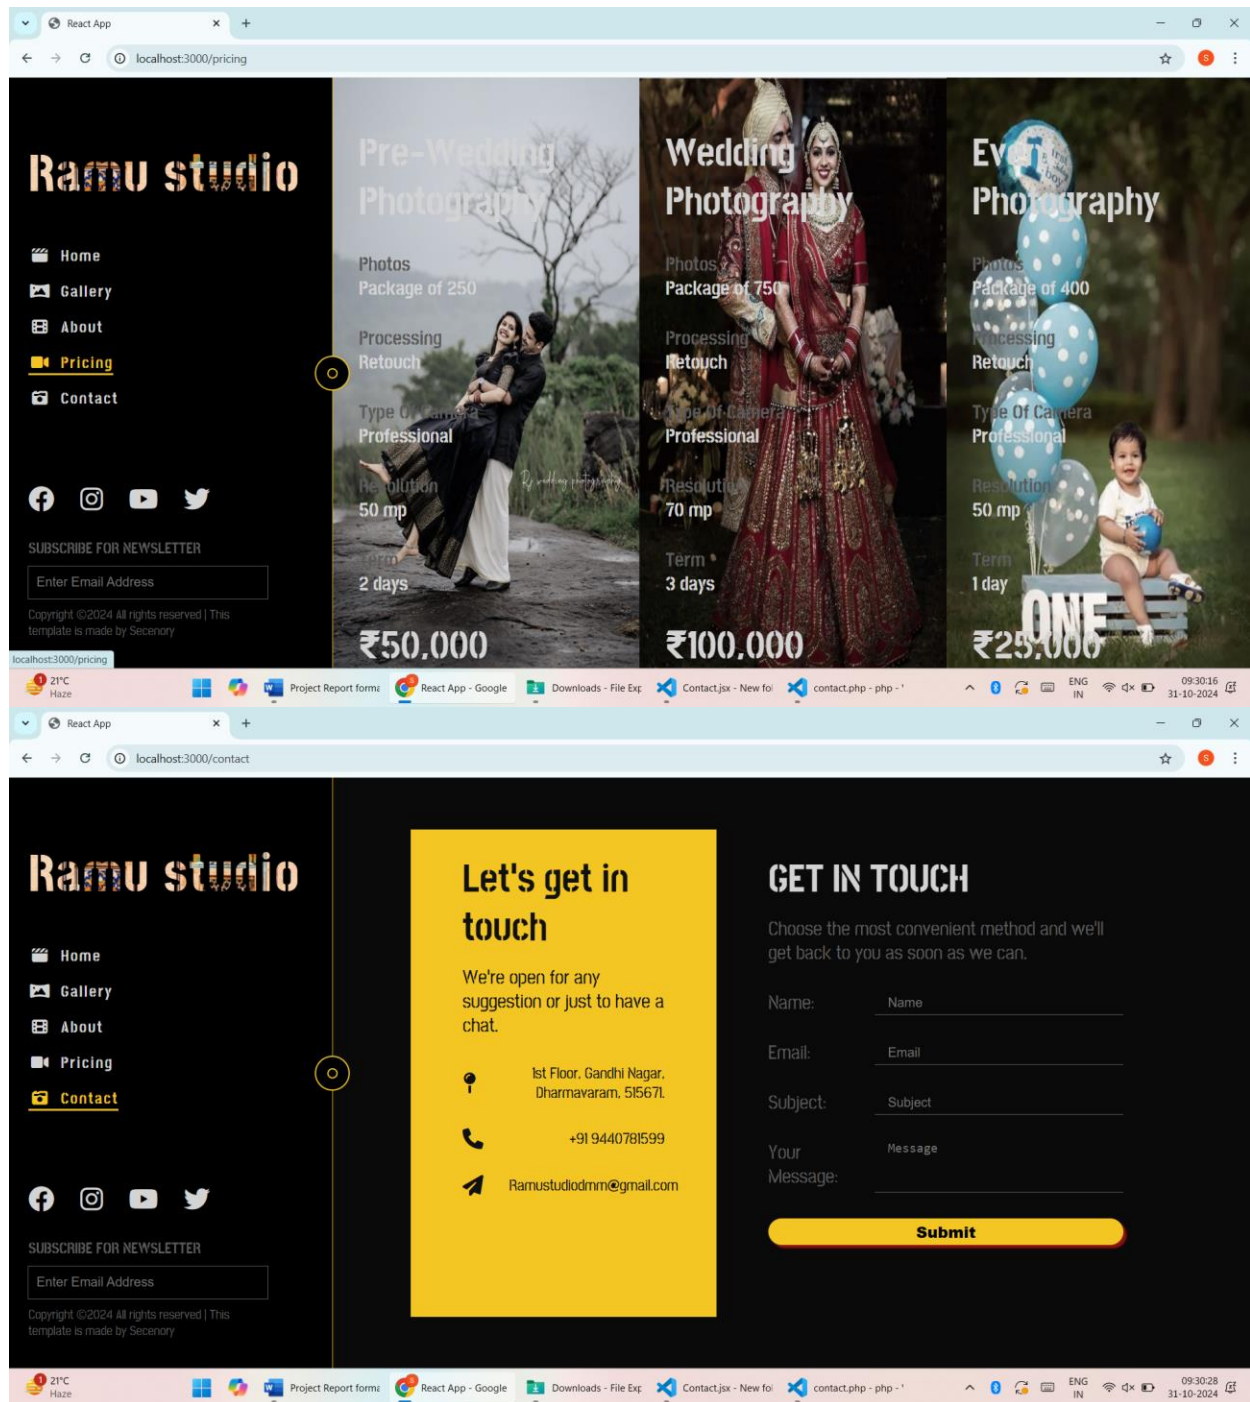 React App
localhost:3000/pricing
Ramu studio
Home
Gallery
About
Pricing
Contact
SUBSCRIBE FOR NEWSLETTER
Enter Email Address
Copyright ©2024 All rights reserved | This
template is made by Secenory
localhost:3000/pricing
Pre-Wedding
Photography
Photos
Package of 250
Processing
Retouch
Type Of Camera
Professional
Resolution
50 mp
Term
2 days
₹50,000
Wedding
Photography
Photos
Package of 750
Processing
Retouch
Type Of Camera
Professional
Resolution
70 mp
Term
3 days
₹100,000
Even
Photography
Photos
Package of 400
Processing
Retouch
Type Of Camera
Professional
Resolution
50 mp
Term
1 day
₹25,000
ONE
1
21°C
Haze
Project Report forma
React App - Google
Downloads - File Exp
Contact.jsx - New fol
contact.php - php - '
ENG
IN
09:30:16
31-10-2024
React App
localhost:3000/contact
Ramu studio
Home
Gallery
About
Pricing
Contact
SUBSCRIBE FOR NEWSLETTER
Enter Email Address
Copyright ©2024 All rights reserved | This
template is made by Secenory
Let's get in
touch
We're open for any
suggestion or just to have a
chat.
1st Floor, Gandhi Nagar,
Dharmavaram, 515671.
+91 9440781599
Ramustudiodmm@gmail.com
GET IN TOUCH
Choose the most convenient method and we'll
get back to you as soon as we can.
Name:
Name
Email:
Email
Subject:
Subject
Your
Message:
Message
Submit
1
21°C
Haze
Project Report forma
React App - Google
Downloads - File Exp
Contact.jsx - New fol
contact.php - php - '
ENG
IN
09:30:28
31-10-2024